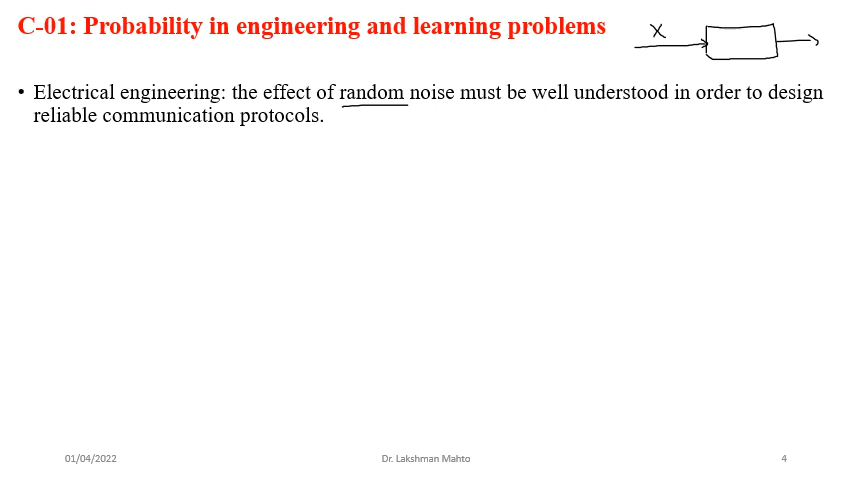 C-01: Probability in engineering and learning problems
X
• Electrical engineering: the effect of random noise must be well understood in order to design
reliable communication protocols.
01/04/2022
Dr. Lakshman Mahto
4